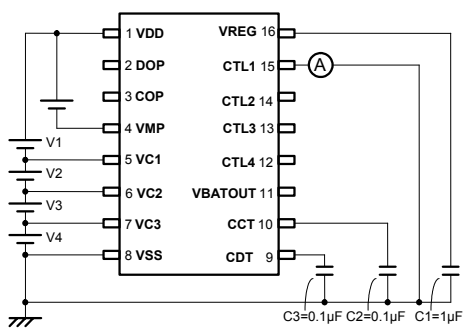 1 VDD
2 DOP
3 COP
4 VMP
5 VC1
6 VC2
7 VC3
8 VSS
VREG 16
CTL1 15
CTL2 14
CTL3 13
CTL4 12
VBATOUT 11
CCT 10
CDT 9
A
V1
V2
V3
V4
C3=0.1µF
C2=0.1µF
C1=1µF